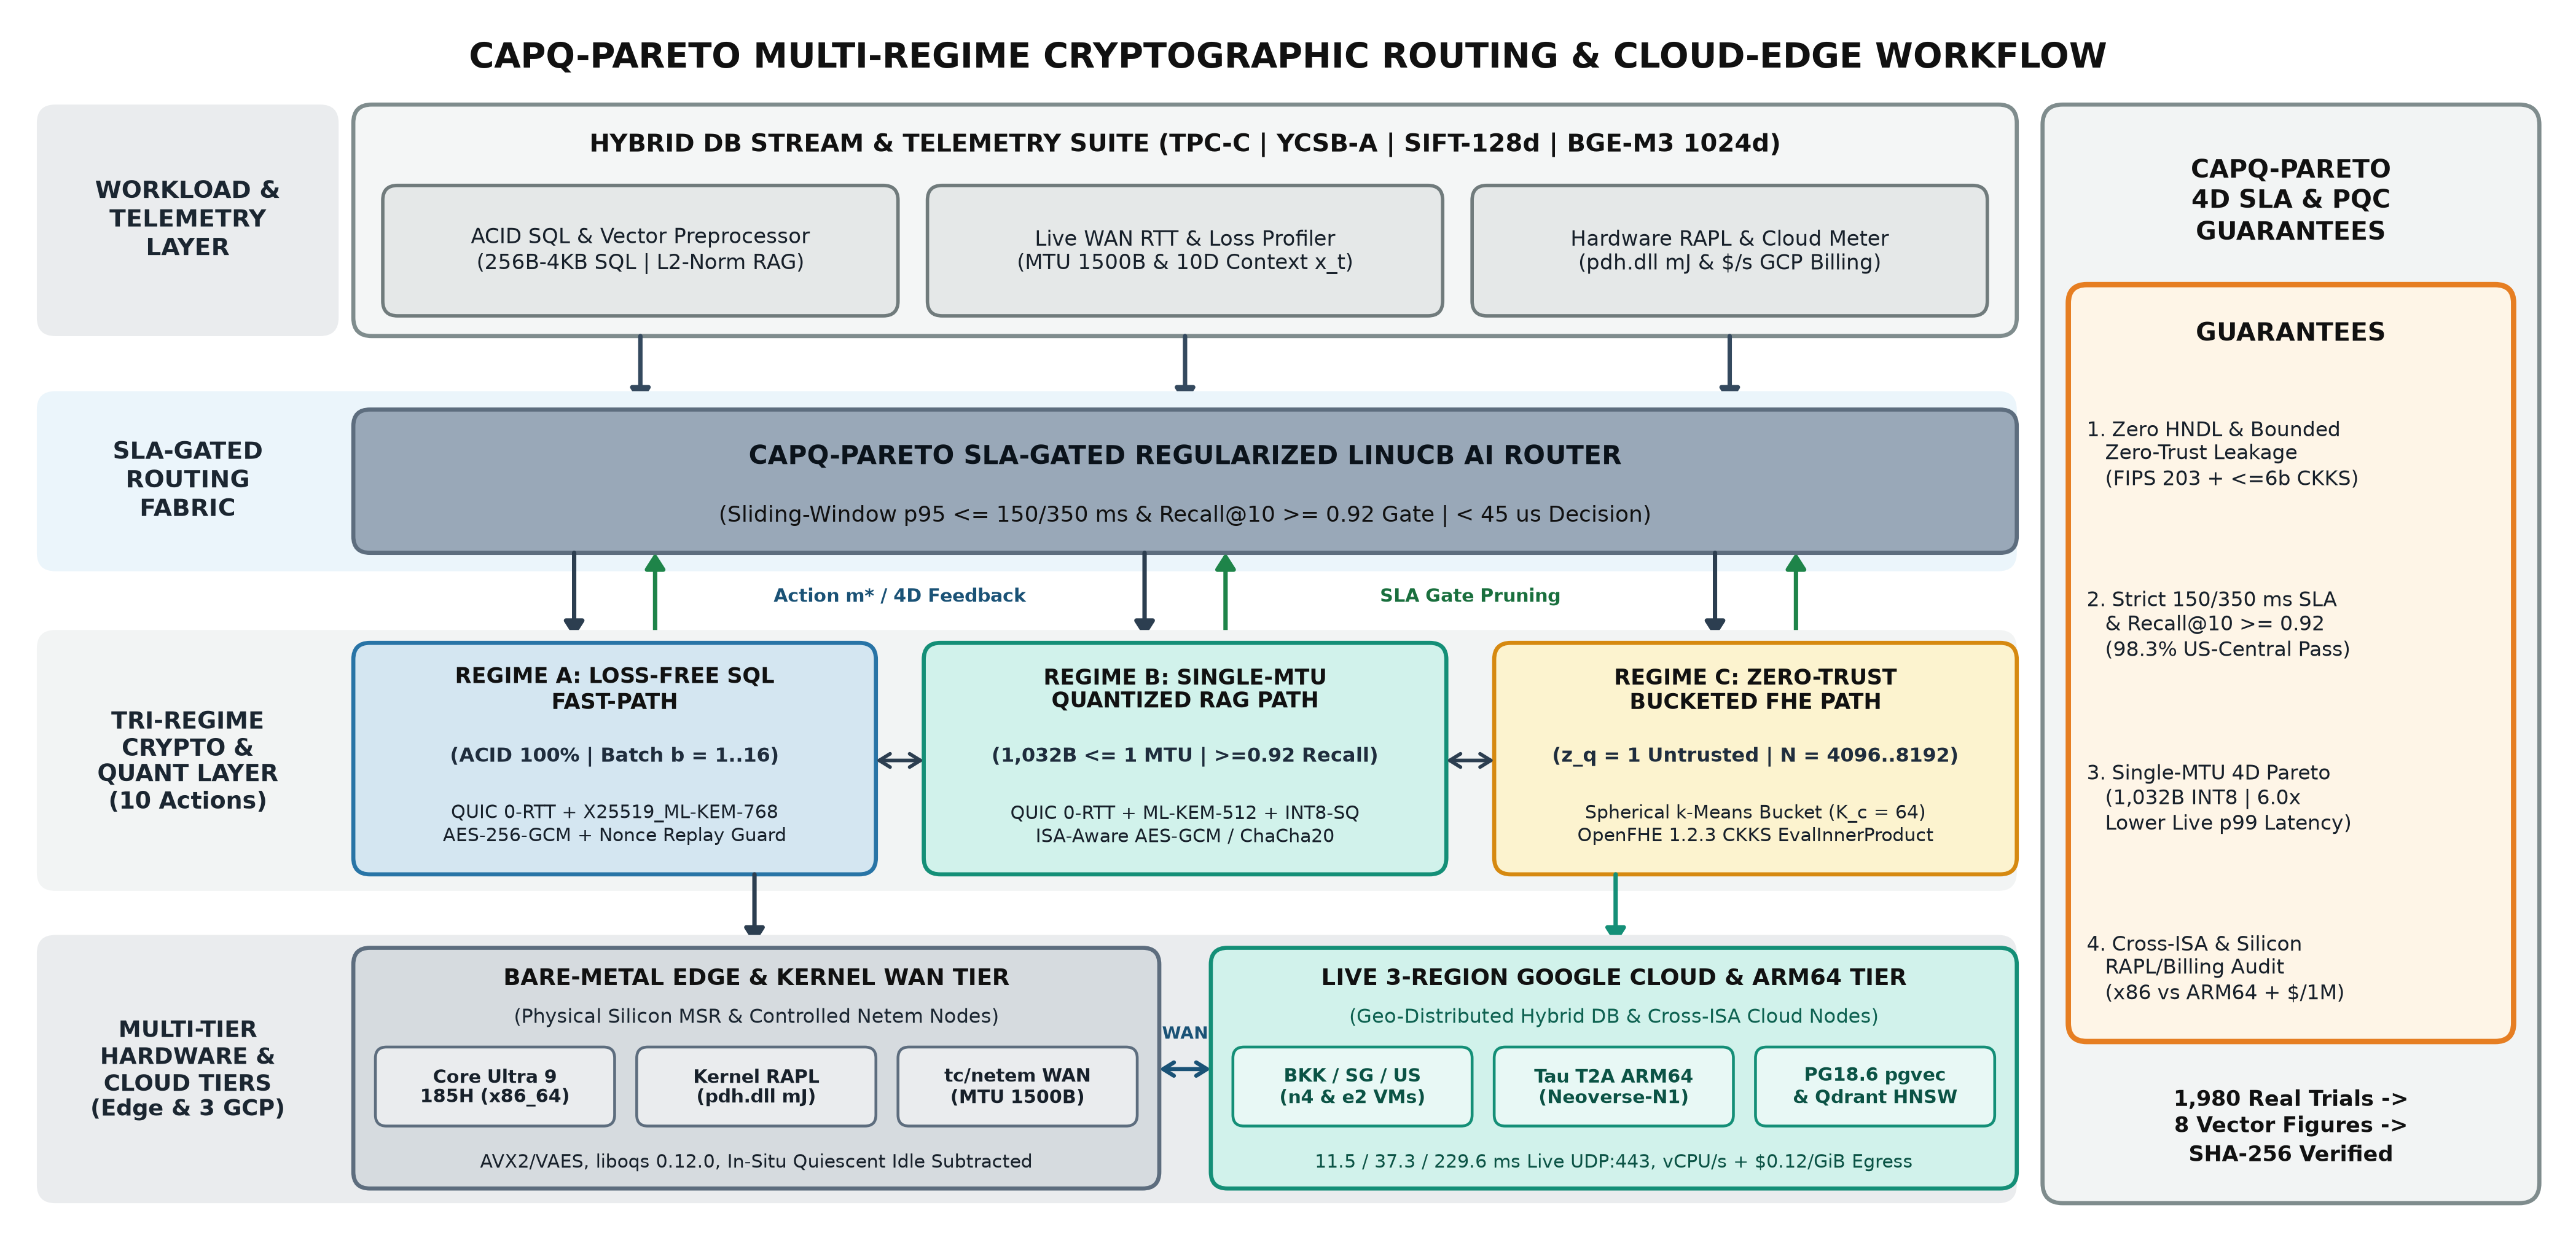 CAPQ-PARETO MULTI-REGIME CRYPTOGRAPHIC ROUTING & CLOUD-EDGE WORKFLOW
WORKLOAD &
TELEMETRY
LAYER
HYBRID DB STREAM & TELEMETRY SUITE (TPC-C | YCSB-A | SIFT-128d | BGE-M3 1024d)
ACID SQL & Vector Preprocessor
(256B-4KB SQL | L2-Norm RAG)
Live WAN RTT & Loss Profiler
(MTU 1500B & 10D Context x_t)
Hardware RAPL & Cloud Meter
(pdh.dll mJ & $/s GCP Billing)
SLA-GATED
ROUTING
FABRIC
CAPQ-PARETO SLA-GATED REGULARIZED LINUCB AI ROUTER
(Sliding-Window p95 <= 150/350 ms & Recall@10 >= 0.92 Gate | < 45 us Decision)
Action m* / 4D Feedback
SLA Gate Pruning
TRI-REGIME
CRYPTO &
QUANT LAYER
(10 Actions)
REGIME A: LOSS-FREE SQL
FAST-PATH
(ACID 100% | Batch b = 1..16)
QUIC 0-RTT + X25519_ML-KEM-768
AES-256-GCM + Nonce Replay Guard
REGIME B: SINGLE-MTU
QUANTIZED RAG PATH
(1,032B <= 1 MTU | >=0.92 Recall)
QUIC 0-RTT + ML-KEM-512 + INT8-SQ
ISA-Aware AES-GCM / ChaCha20
REGIME C: ZERO-TRUST
BUCKETED FHE PATH
(z_q = 1 Untrusted | N = 4096..8192)
Spherical k-Means Bucket (K_c = 64)
OpenFHE 1.2.3 CKKS EvalInnerProduct
MULTI-TIER
HARDWARE &
CLOUD TIERS
(Edge & 3 GCP)
BARE-METAL EDGE & KERNEL WAN TIER
(Physical Silicon MSR & Controlled Netem Nodes)
Core Ultra 9
185H (x86_64)
Kernel RAPL
(pdh.dll mJ)
tc/netem WAN
(MTU 1500B)
AVX2/VAES, liboqs 0.12.0, In-Situ Quiescent Idle Subtracted
WAN
LIVE 3-REGION GOOGLE CLOUD & ARM64 TIER
(Geo-Distributed Hybrid DB & Cross-ISA Cloud Nodes)
BKK / SG / US
(n4 & e2 VMs)
Tau T2A ARM64
(Neoverse-N1)
PG18.6 pgvec
& Qdrant HNSW
11.5 / 37.3 / 229.6 ms Live UDP:443, vCPU/s + $0.12/GiB Egress
CAPQ-PARETO
4D SLA & PQC
GUARANTEES
GUARANTEES
1. Zero HNDL & Bounded
Zero-Trust Leakage
(FIPS 203 + <=6b CKKS)
2. Strict 150/350 ms SLA
& Recall@10 >= 0.92
(98.3% US-Central Pass)
3. Single-MTU 4D Pareto
(1,032B INT8 | 6.0x
Lower Live p99 Latency)
4. Cross-ISA & Silicon
RAPL/Billing Audit
(x86 vs ARM64 + $/1M)
1,980 Real Trials ->
8 Vector Figures ->
SHA-256 Verified